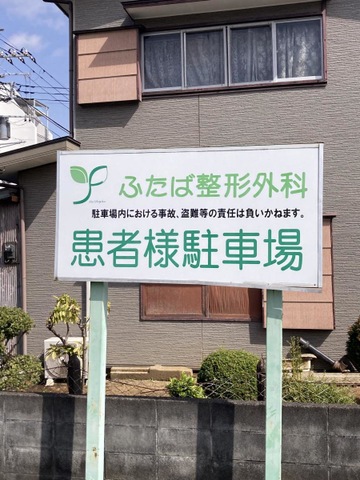 ふたば整形外科
駐車場内における事故、盗難等の責任は負いかねます。
患者様駐車場